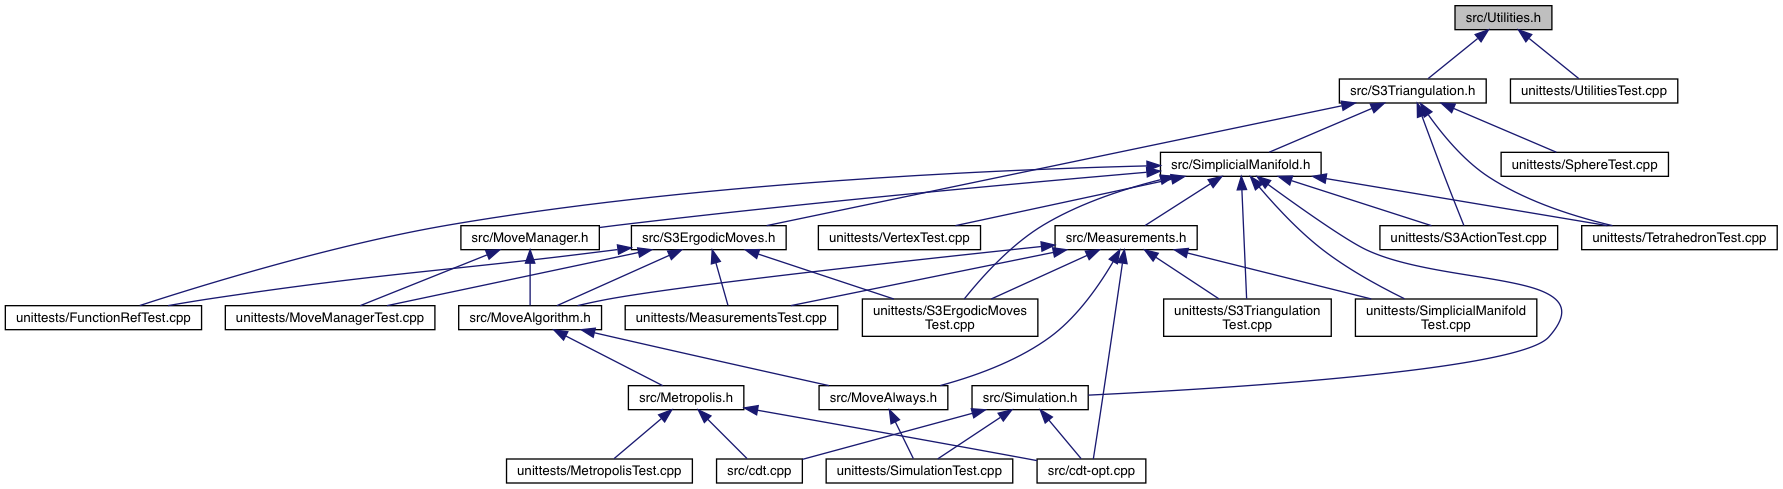 src/Utilities.h
src/S3Triangulation.h
unittests/UtilitiesTest.cpp
src/SimplicialManifold.h
unittests/SphereTest.cpp
src/MoveManager.h
src/S3ErgodicMoves.h
unittests/VertexTest.cpp
src/Measurements.h
unittests/S3ActionTest.cpp
unittests/TetrahedronTest.cpp
unittests/FunctionRefTest.cpp
unittests/MoveManagerTest.cpp
src/MoveAlgorithm.h
unittests/MeasurementsTest.cpp
unittests/S3ErgodicMoves
Test.cpp
unittests/S3Triangulation
Test.cpp
unittests/SimplicialManifold
Test.cpp
src/Metropolis.h
src/MoveAlways.h
src/Simulation.h
unittests/MetropolisTest.cpp
src/cdt.cpp
unittests/SimulationTest.cpp
src/cdt-opt.cpp